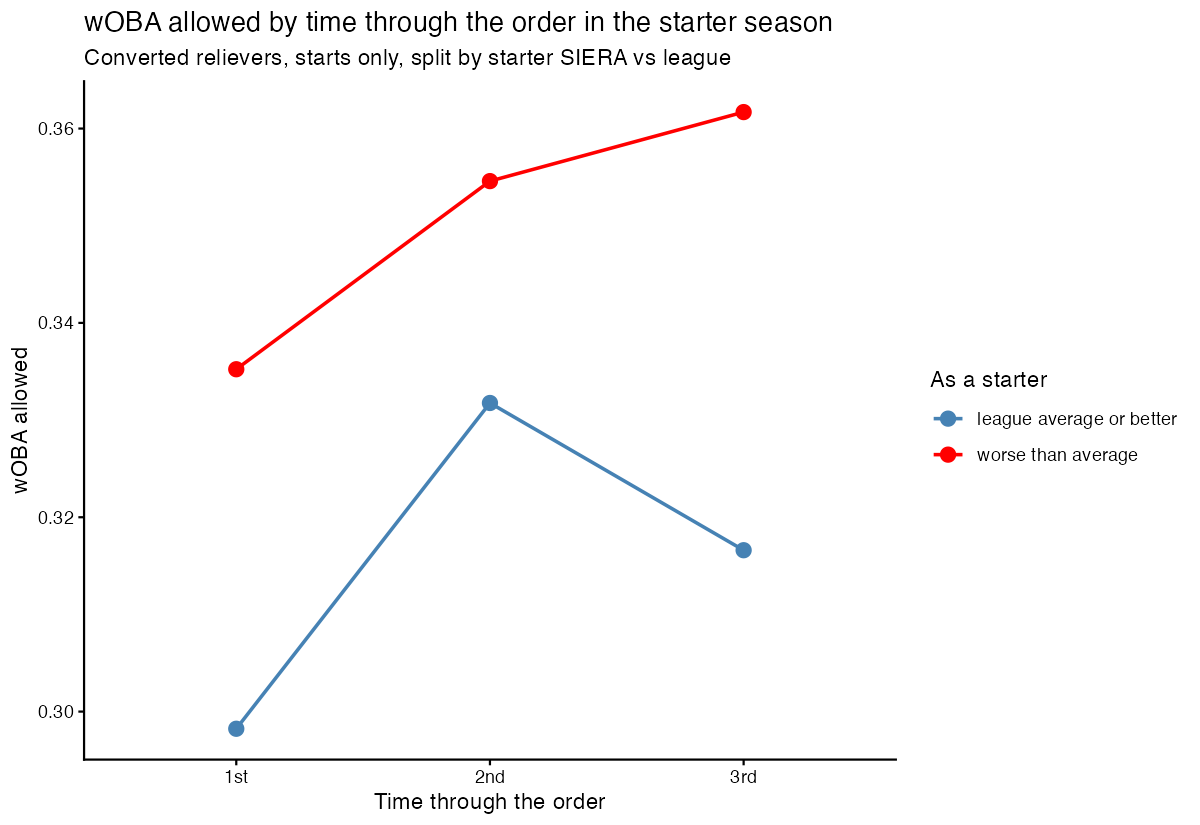 wOBA allowed by time through the order in the starter season
Converted relievers, starts only, split by starter SIERA vs league
wOBA allowed
0.36
0.34
0.32
0.30
1st
2nd
3rd
Time through the order
As a starter
league average or better
worse than average